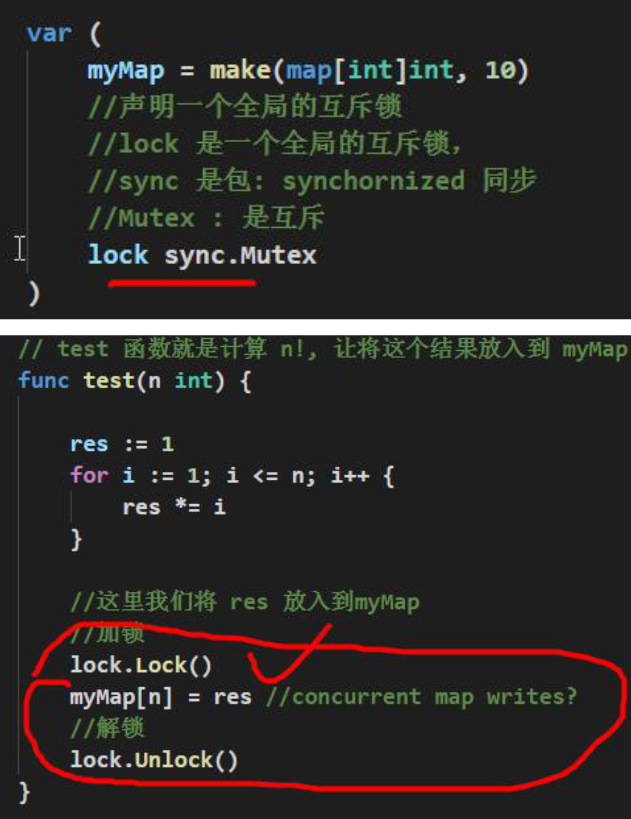 var (
myMap = make(map[int]int, 10)
//声明一个全局的互斥锁
//lock 是一个全局的互斥锁，
//sync 是包: synchornized 同步
//Mutex : 是互斥
lock sync.Mutex
)
// test 函数就是计算 n!, 让将这个结果放入到 myMap
func test(n int) {
res := 1
for i := 1; i <= n; i++ {
res *= i
}
//这里我们将 res 放入到myMap
//加锁
lock.Lock()
myMap[n] = res //concurrent map writes?
//解锁
lock.Unlock()
}